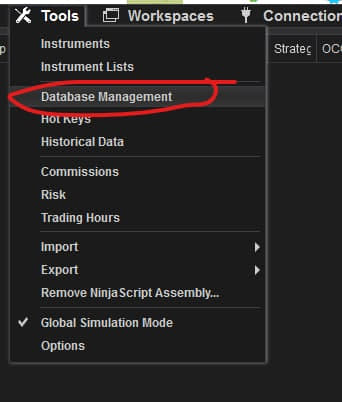 Tools Workspaces Connection
Strateg OCO
Instruments
Instrument Lists
Database Management
Hot Keys
Historical Data
Commissions
Risk
Trading Hours
Import
Export
Remove NinjaScript Assembly...
Global Simulation Mode
Options